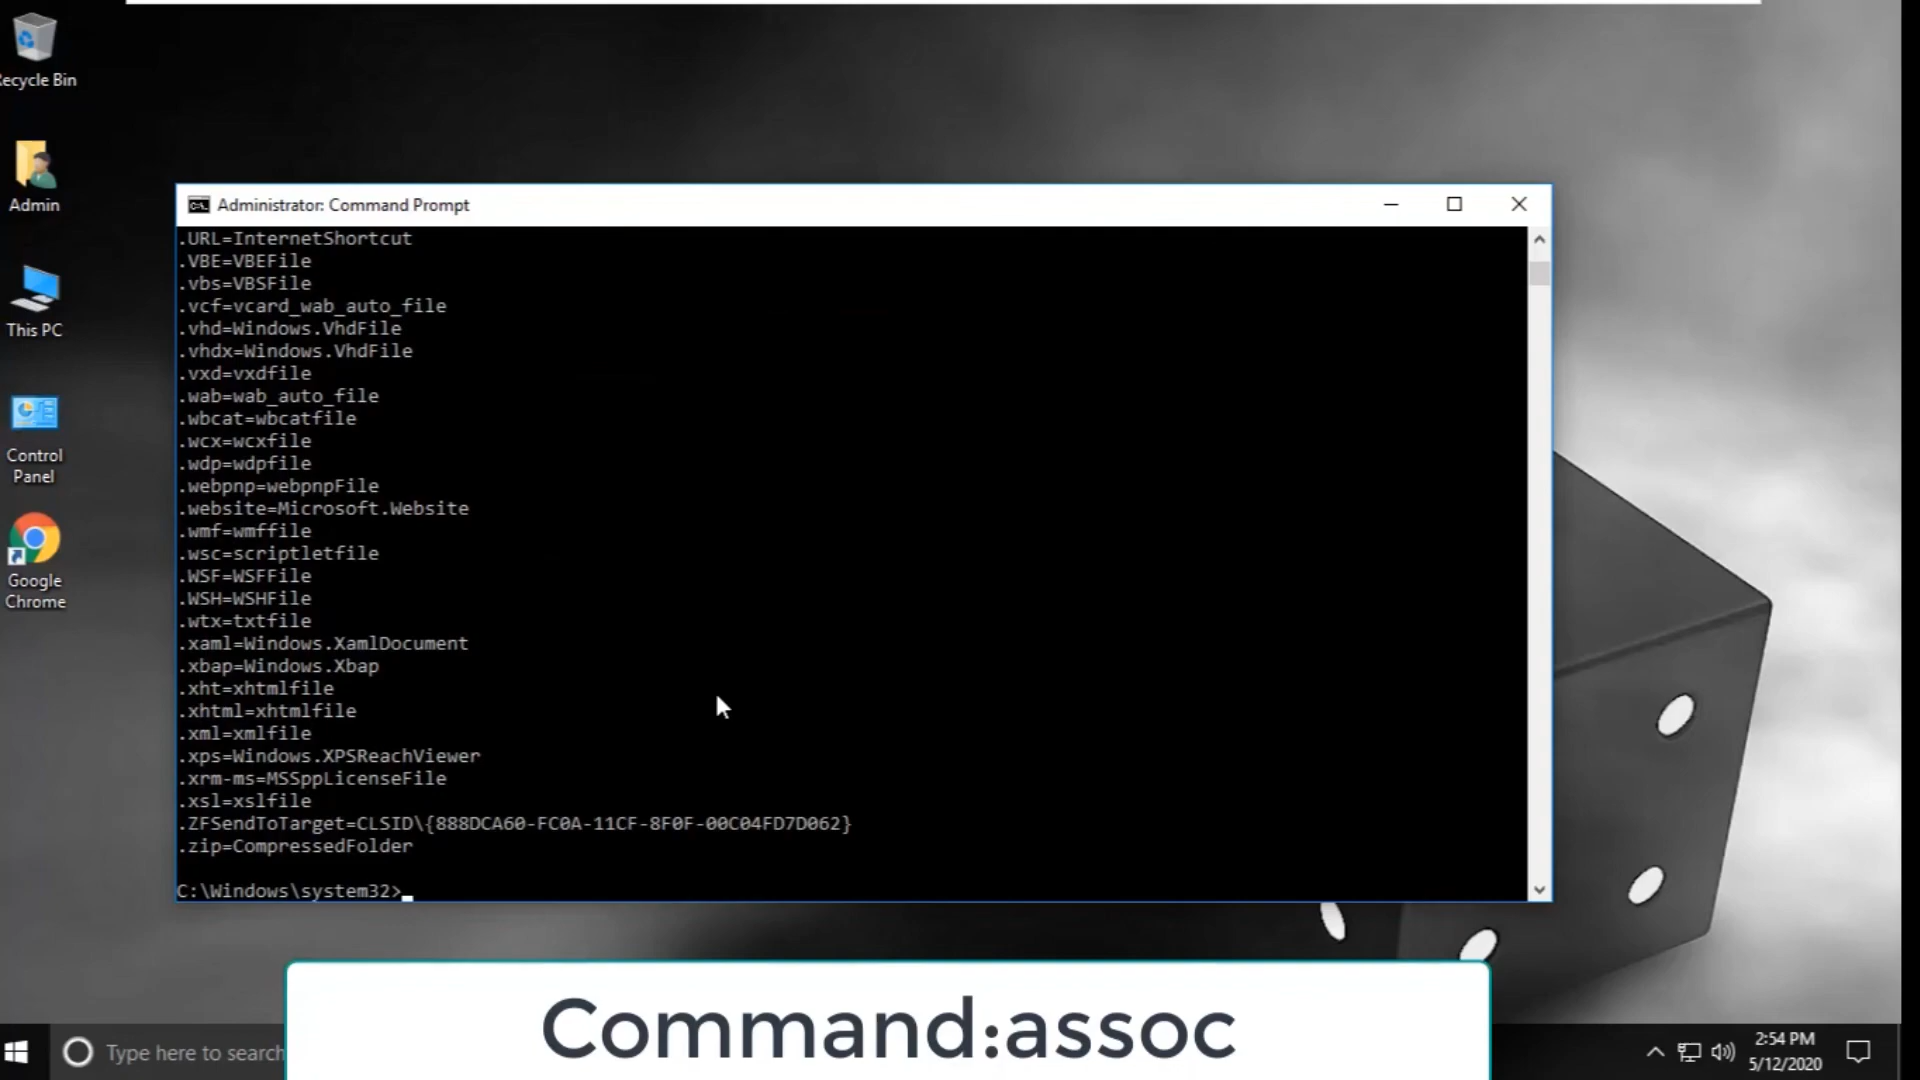 Recycle Bin
Admin
This PC
Control
Panel
Google
Chrome
Administrator: Command Prompt
.URL=InternetShortcut
.VBE=VBEFile
.vbs=VBSFile
.vcf=vcard_wab_auto_file
.vhd=Windows.VhdFile
.vhdx=Windows.VhdFile
.vxd=vxdfile
.wab=wab_auto_file
.wbcat=wbcatfile
.wcx=wcxfile
.wdp=wdpfile
.webpnp=webpnpFile
.website=Microsoft.Website
.wmf=wmffile
.wsc=scriptletfile
.WSF=WSFFile
.WSH=WSHFile
.wtx=txtfile
.xaml=Windows.XamlDocument
.xbap=Windows.Xbap
.xht=xhtmlfile
.xhtml=xhtmlfile
.xml=xmlfile
.xps=Windows.XPSReachViewer
.xrm-ms=MSSppLicenseFile
.xsl=xslfile
.ZFSendToTarget=CLSID\{888DCA60-FC0A-11CF-8F0F-00C04FD7D062}
.zip=CompressedFolder
C:\Windows\system32>_
Command:assoc
Type here to search
2:54 PM
5/12/2020